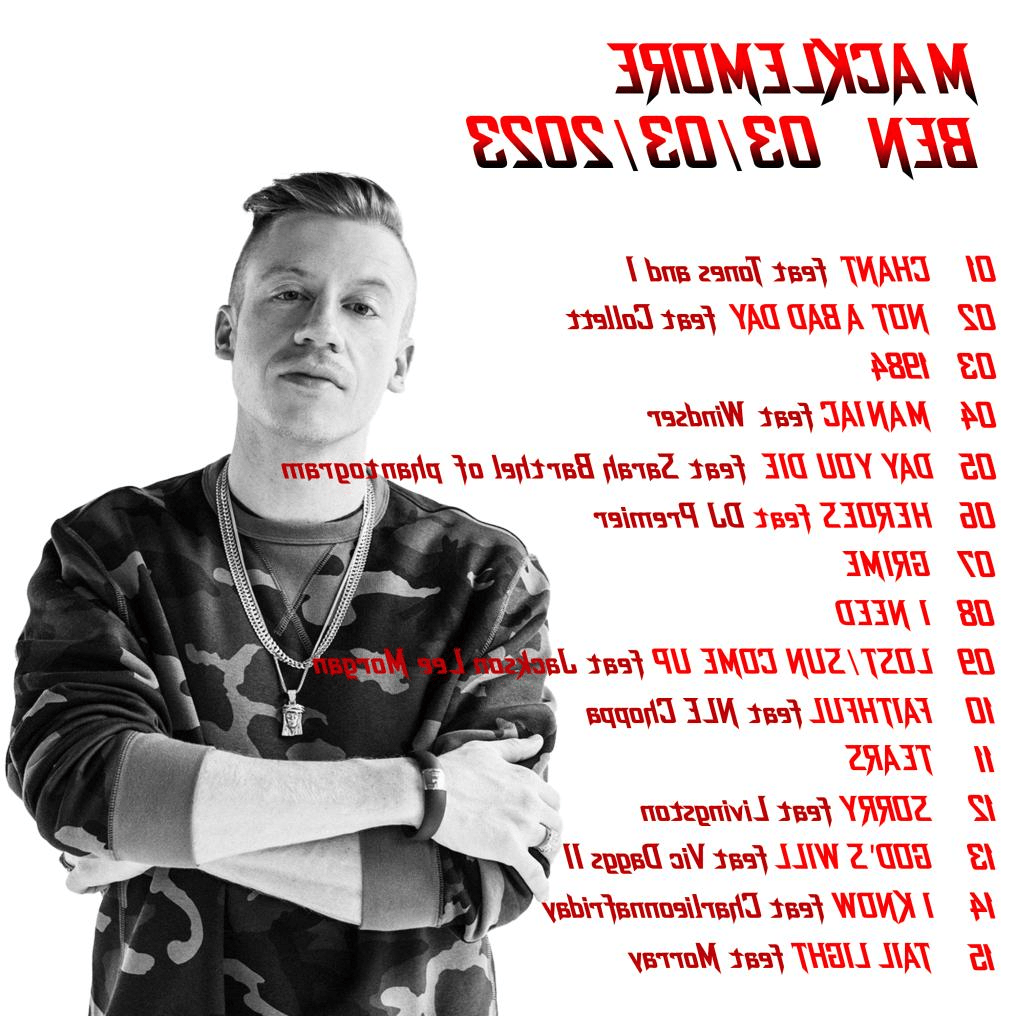 MACKLEMORE
BEN 03/03/2023
01 CHANT feat Tones and I
02 NOT A BAD DAY feat Collett
03 1984
04 MANIAC feat Windser
05 DAY YOU DIE feat Sarah Barthel of phantogram
06 HEROES feat DJ Premier
07 GRIME
08 I NEED
09 LOST/SUN COME UP feat Jackson Lee Morgan
10 FAITHFUL feat NLE Choppa
11 TEARS
12 SORRY feat Livingston
13 GOD'S WILL feat Vic Daggs II
14 I KNOW feat Charlieonnafriday
15 TAIL LIGHT feat Morray